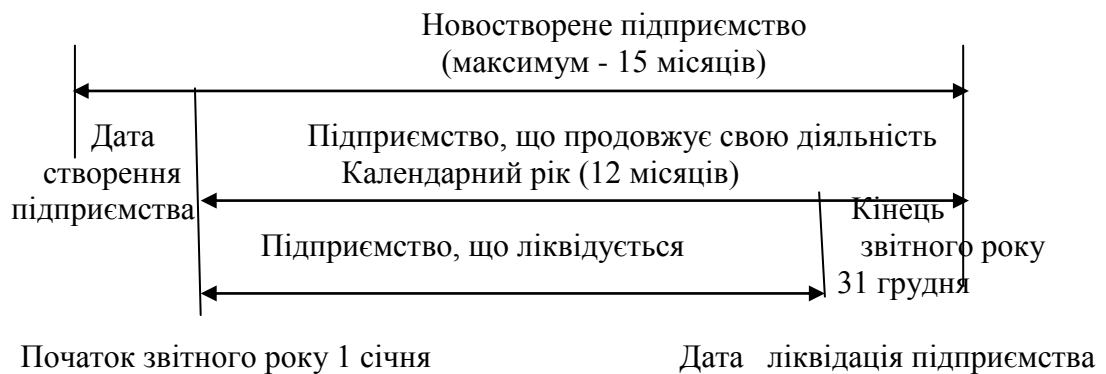 Новостворене підприємство
(максимум - 15 місяців)
Дата
створення
підприємства
Підприємство, що продовжує свою діяльність
Календарний рік (12 місяців)
Підприємство, що ліквідується
Кінець
звітного року
31 грудня
Початок звітного року 1 січня
Дата ліквідація підприємства